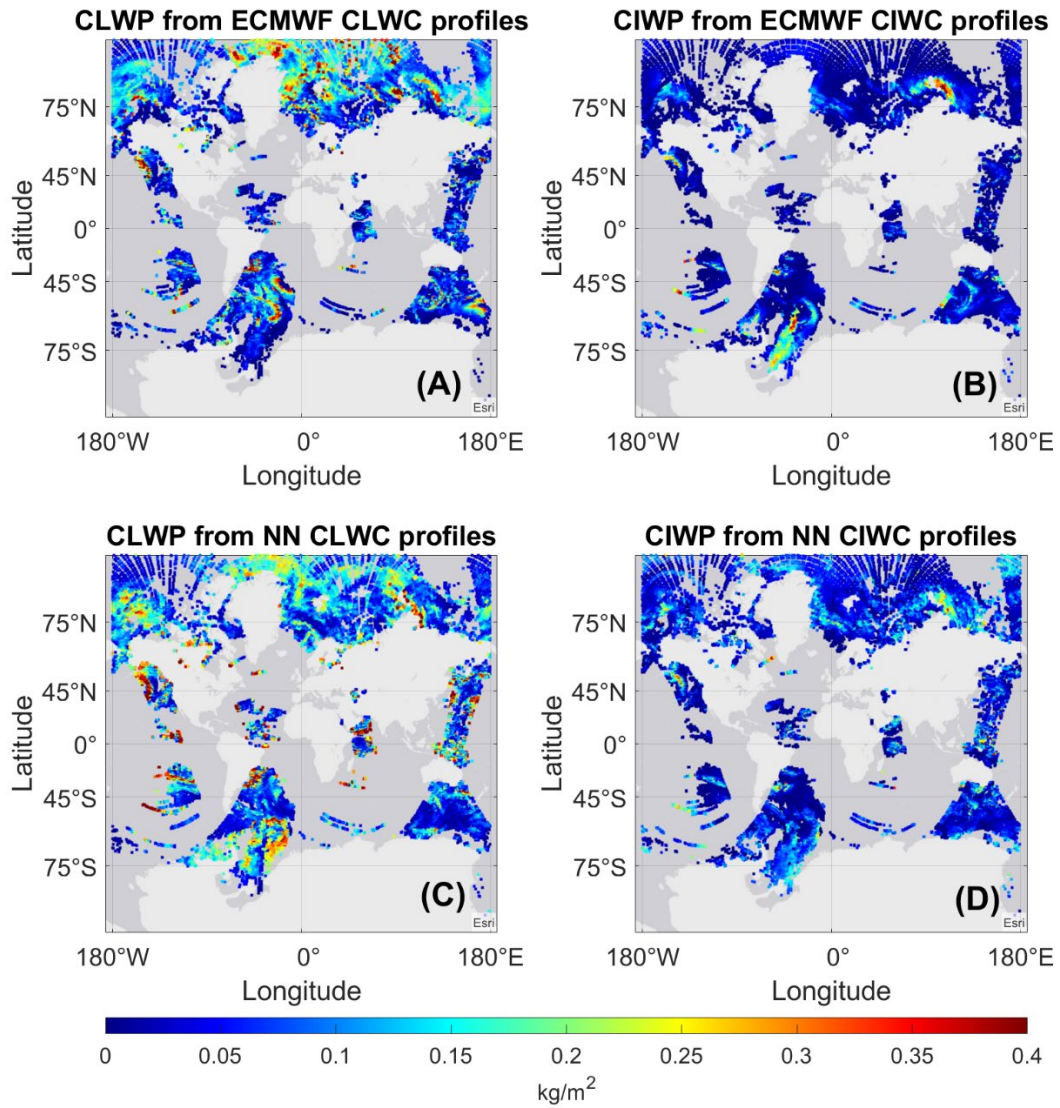 CLWP from ECMWF CLWC profiles
Latitude
75°N
45°N
0°
45°S
75°S
(A)
Esri
180°W 0° 180°E
Longitude
CIWP from ECMWF CIWC profiles
Latitude
75°N
45°N
0°
45°S
75°S
(B)
Esri
180°W 0° 180°E
Longitude
CLWP from NN CLWC profiles
Latitude
75°N
45°N
0°
45°S
75°S
(C)
Esri
180°W 0° 180°E
Longitude
CIWP from NN CIWC profiles
Latitude
75°N
45°N
0°
45°S
75°S
(D)
Esri
180°W 0° 180°E
Longitude
0 0.05 0.1 0.15 0.2 0.25 0.3 0.35 0.4
kg/m²